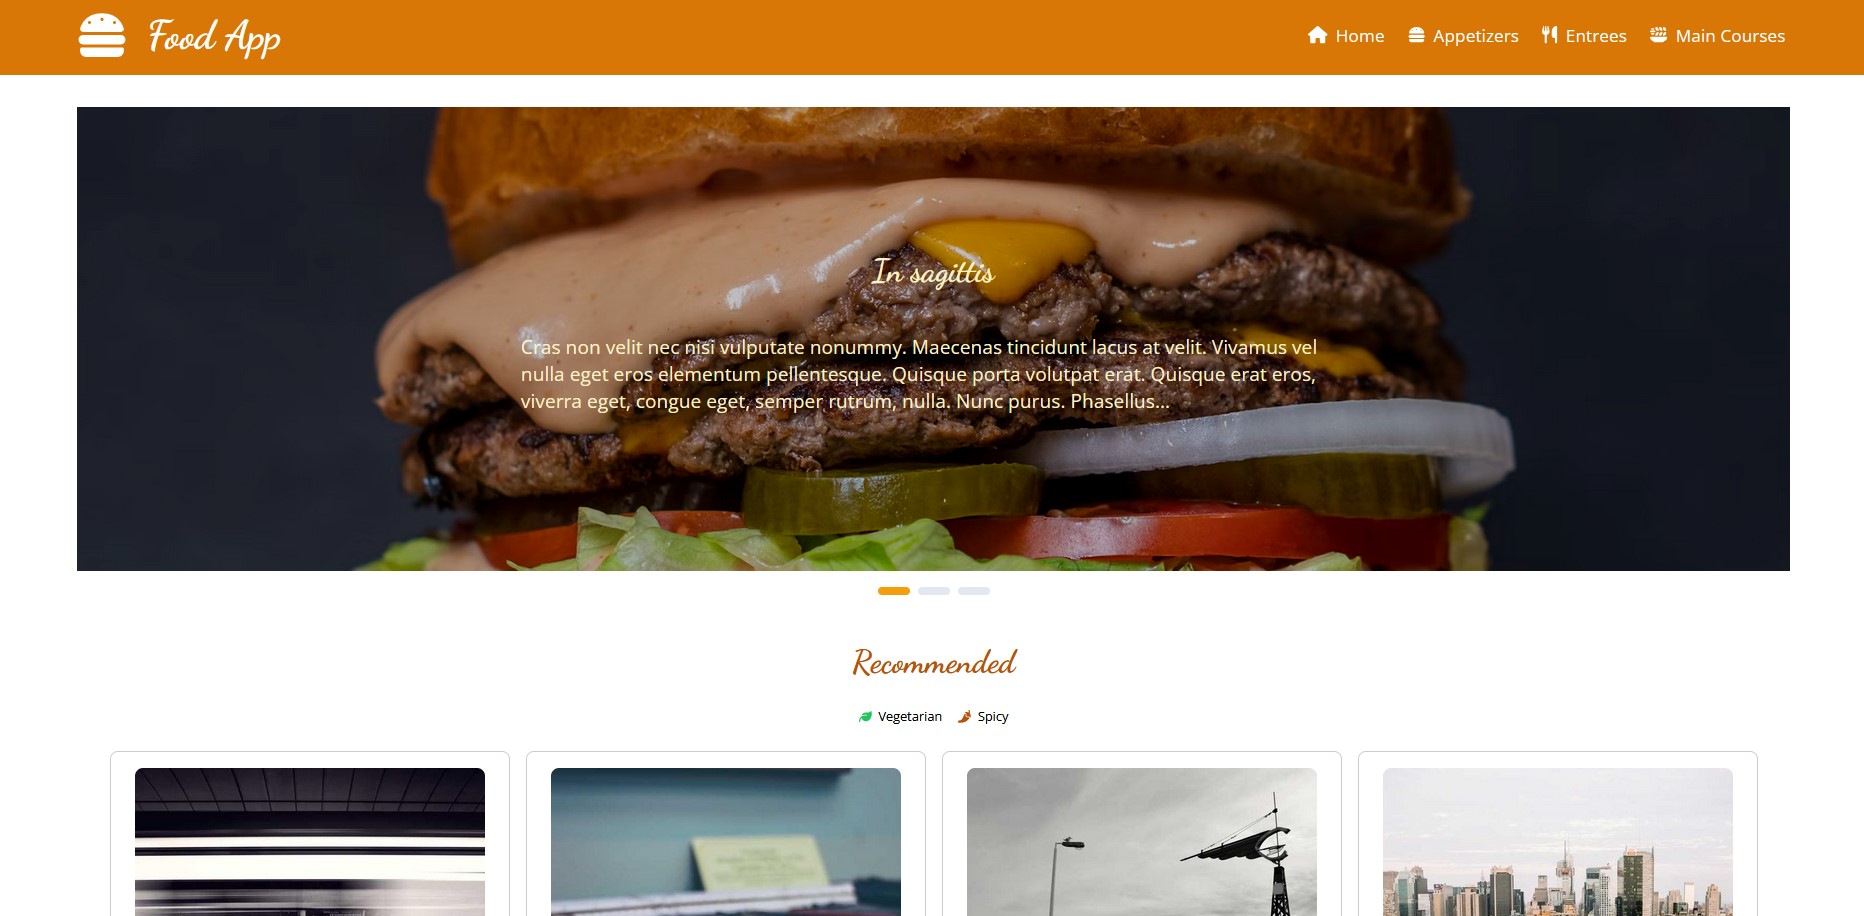 Food App
Home Appetizers Entrees Main Courses
In sagittis
Cras non velit nec nisi vulputate nonummy. Maecenas tincidunt lacus at velit. Vivamus vel
nulla eget eros elementum pellentesque. Quisque porta volutpat erat. Quisque erat eros,
viverra eget, congue eget, semper rutrum, nulla. Nunc purus. Phasellus...
Recommended
Vegetarian Spicy